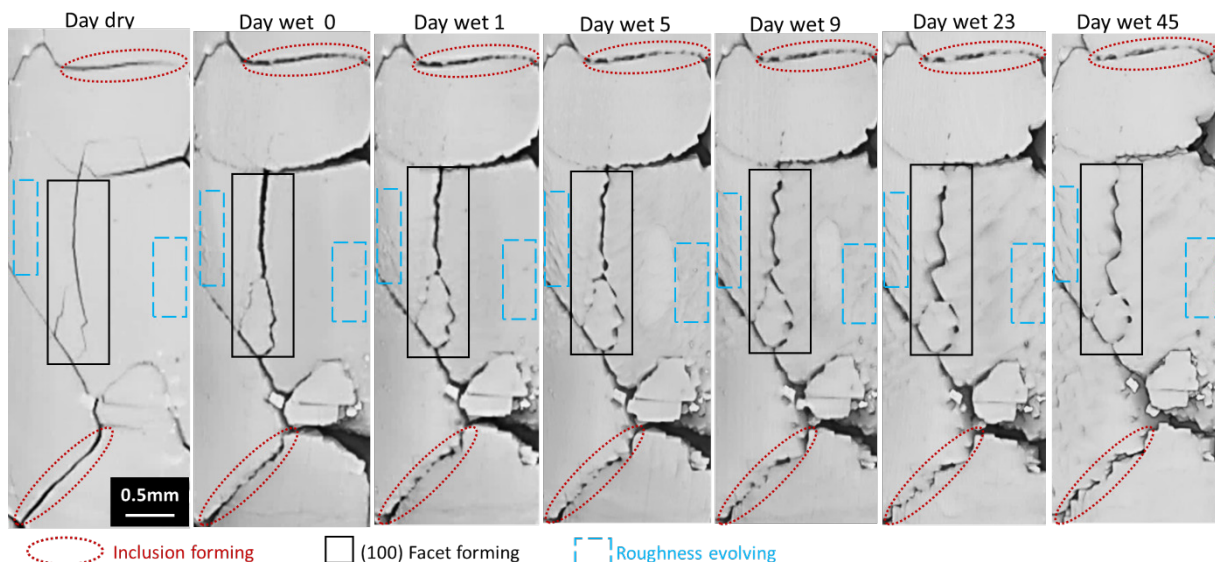 Day dry
Day wet 0
Day wet 1
Day wet 5
Day wet 9
Day wet 23
Day wet 45
0.5mm
Inclusion forming
(100) Facet forming
Roughness evolving